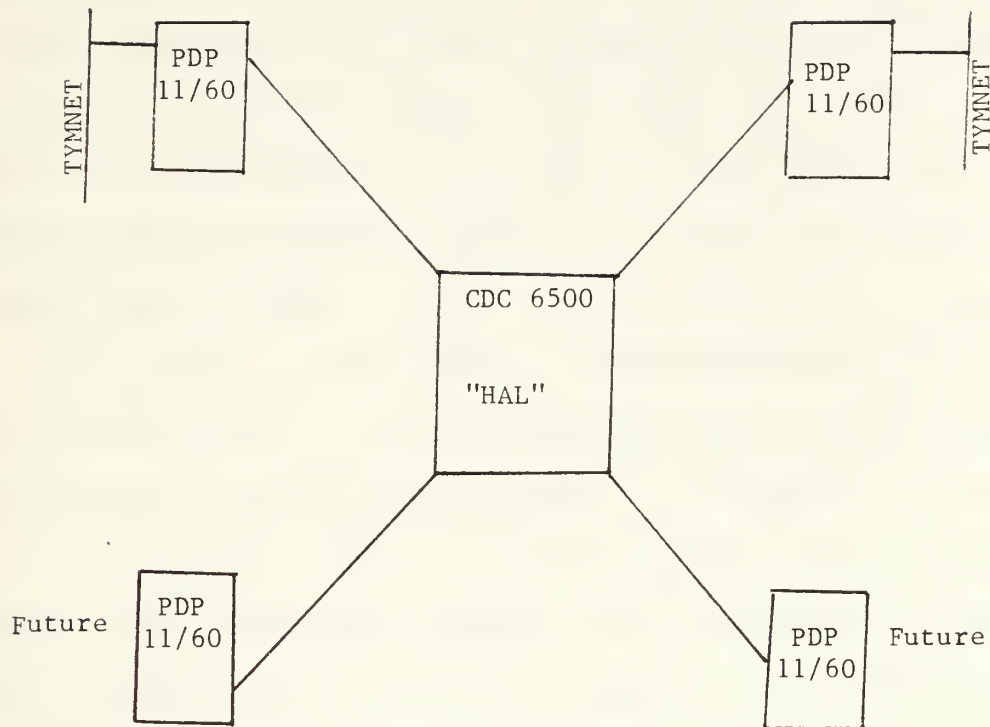 TYMNET
PDP
11/60
PDP
11/60
TYMNET
CDC 6500
"HAL"
Future
PDP
11/60
PDP
11/60
Future